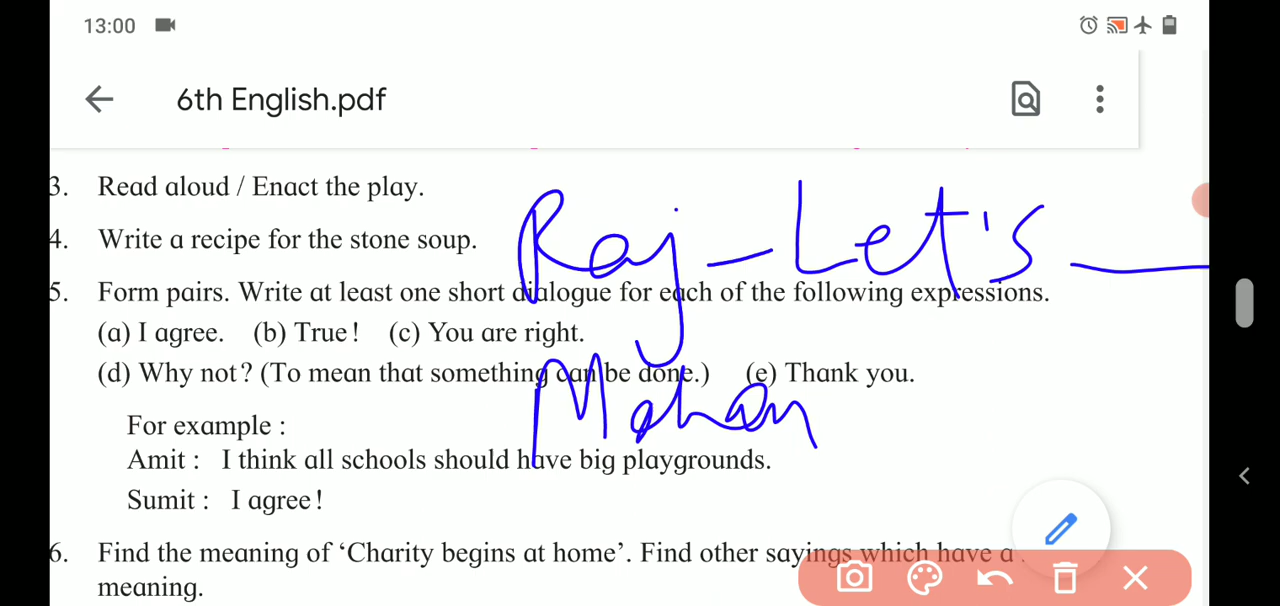 13:00
6th English.pdf
3. Read aloud / Enact the play.
4. Write a recipe for the stone soup.
Raj - Let's
5. Form pairs. Write at least one short dialogue for each of the following expressions.
(a) I agree. (b) True! (c) You are right.
(d) Why not? (To mean that something can be done.) (e) Thank you.
Mohan
For example :
Amit : I think all schools should have big playgrounds.
Sumit : I agree!
6. Find the meaning of ‘Charity begins at home’. Find other sayings which have a
meaning.